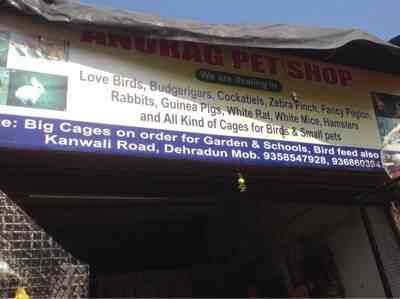 ANURAG PET SHOP
We are dealing in
Love Birds, Budgurigars, Cockatiels, Zebra Finch, Fancy Pegion,
Rabbits, Guinea Pigs, White Rat, White Mice, Hamsters
and All Kind of Cages for Birds & Small pets
e: Big Cages on order for Garden & Schools, Bird feed also
Kanwali Road, Dehradun Mob. 9358547928,